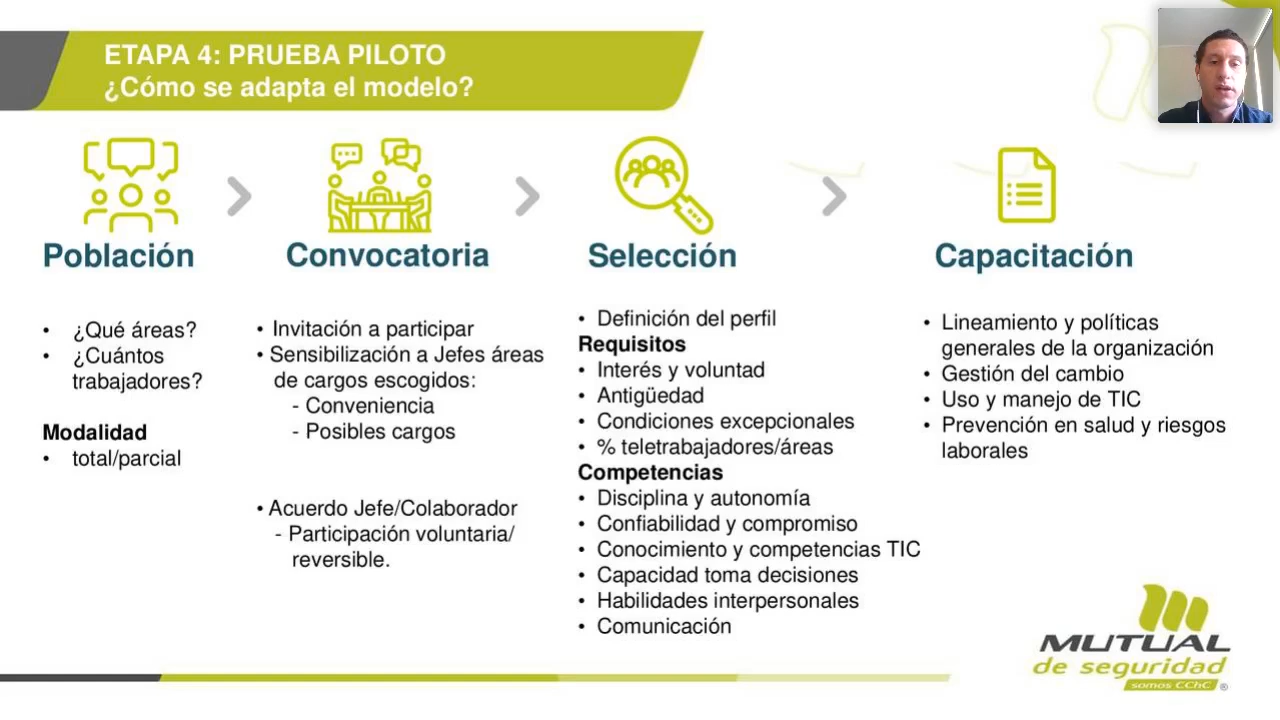 ETAPA 4: PRUEBA PILOTO
¿Cómo se adapta el modelo?
Población
• ¿Qué áreas?
• ¿Cuántos
trabajadores?
Modalidad
• total/parcial
Convocatoria
• Invitación a participar
• Sensibilización a Jefes áreas
de cargos escogidos:
- Conveniencia
- Posibles cargos
• Acuerdo Jefe/Colaborador
- Participación voluntaria/
reversible.
Selección
• Definición del perfil
Requisitos
• Interés y voluntad
• Antigüedad
• Condiciones excepcionales
• % teletrabajadores/áreas
Competencias
• Disciplina y autonomía
• Confiabilidad y compromiso
• Conocimiento y competencias TIC
• Capacidad toma decisiones
• Habilidades interpersonales
• Comunicación
Capacitación
• Lineamiento y políticas
generales de la organización
• Gestión del cambio
• Uso y manejo de TIC
• Prevención en salud y riesgos
laborales
MUTUAL
de seguridad
somos CChC ®